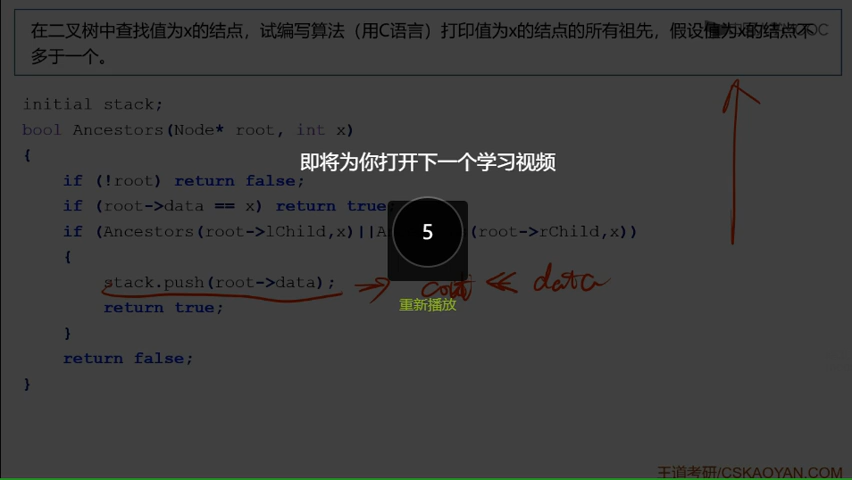 在二叉树中查找值为x的结点，试编写算法（用C语言）打印值为x的结点的所有祖先，假设值为x的结点不
多于一个。
initial stack;
bool Ancestors(Node* root, int x)
{
if (!root) return false;
即将为你打开下一个学习视频
if (root->data == x) return true
if (Ancestors(root->lChild,x)||A (root->rChild,x))
5
{
stack.push(root->data); → cout << data
重新播放
return true;
}
return false;
}
王道考研/CSKAOYAN.COM